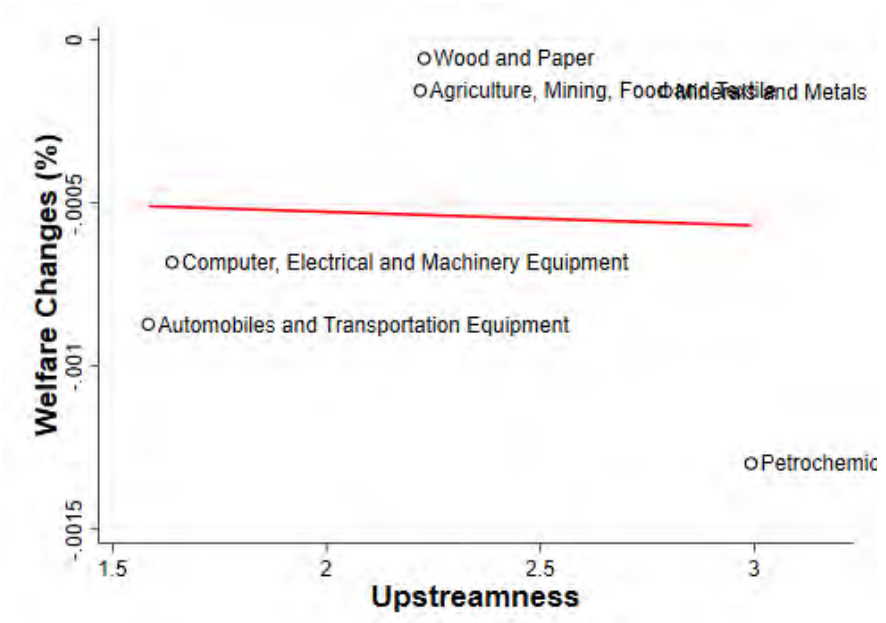 0
Wood and Paper
Agriculture, Mining, Food and Textile
Minerals and Metals
-.0005
Computer, Electrical and Machinery Equipment
Automobiles and Transportation Equipment
-.001
Petrochemic
-.0015
Welfare Changes (%)
1.5
2
2.5
3
Upstreamness